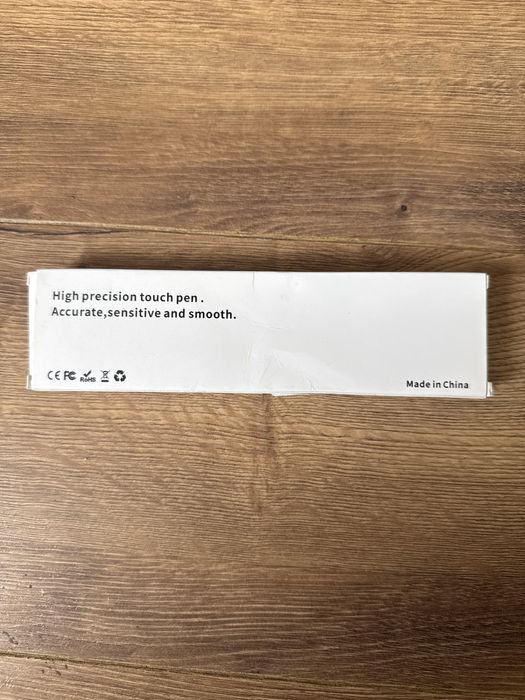 High precision touch pen .
Accurate,sensitive and smooth.
CE FC RoHS
Made in China